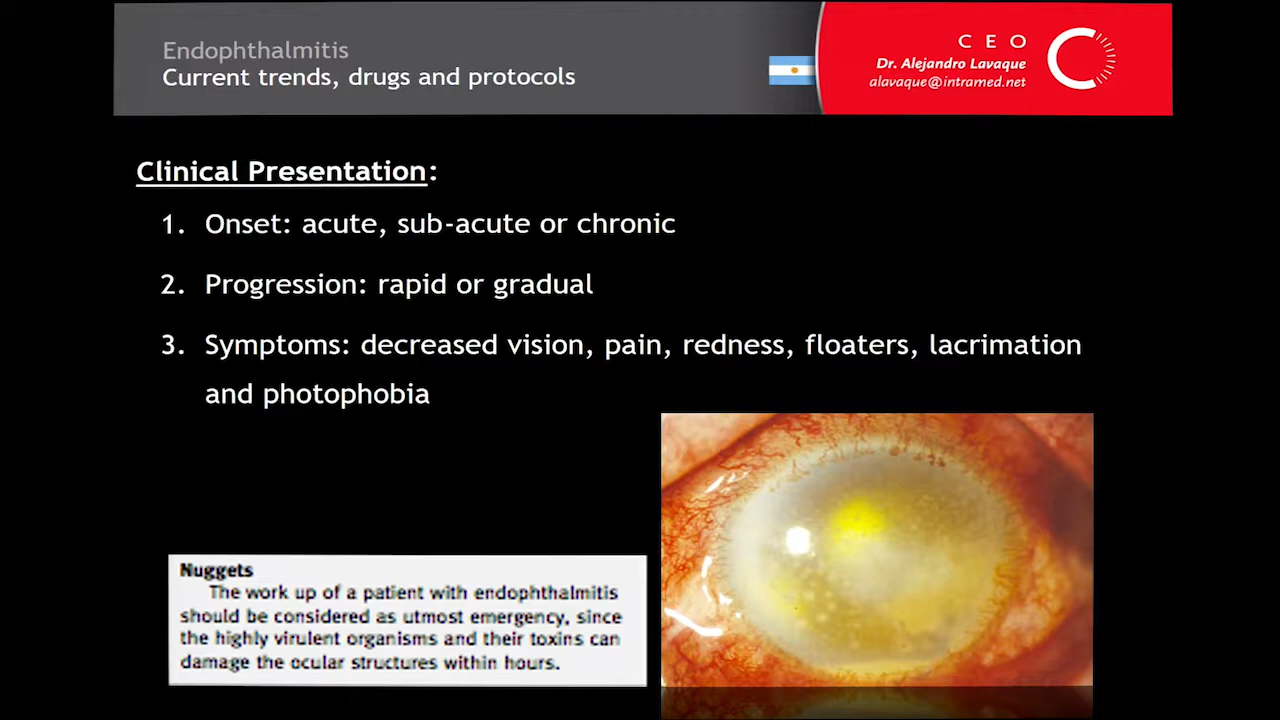 Endophthalmitis
Current trends, drugs and protocols
CEO
Dr. Alejandro Lavaque
alavaque@intramed.net
Clinical Presentation:
1. Onset: acute, sub-acute or chronic
2. Progression: rapid or gradual
3. Symptoms: decreased vision, pain, redness, floaters, lacrimation
and photophobia
Nuggets
The work up of a patient with endophthalmitis
should be considered as utmost emergency, since
the highly virulent organisms and their toxins can
damage the ocular structures within hours.